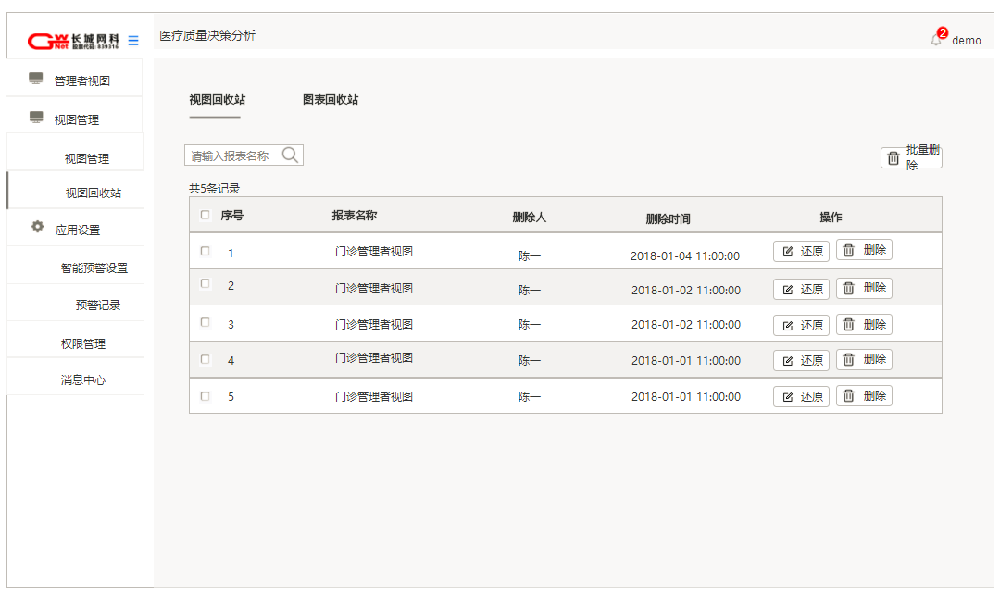 长城网科
Net 股票代码:839316
医疗质量决策分析
2
demo
管理者视图
视图管理
视图管理
视图回收站
应用设置
智能预警设置
预警记录
权限管理
消息中心
视图回收站 图表回收站
请输入报表名称
批量删
除
共5条记录
序号 报表名称 删除人 删除时间 操作
1 门诊管理者视图 陈一 2018-01-04 11:00:00 还原 删除
2 门诊管理者视图 陈一 2018-01-02 11:00:00 还原 删除
3 门诊管理者视图 陈一 2018-01-02 11:00:00 还原 删除
4 门诊管理者视图 陈一 2018-01-01 11:00:00 还原 删除
5 门诊管理者视图 陈一 2018-01-01 11:00:00 还原 删除